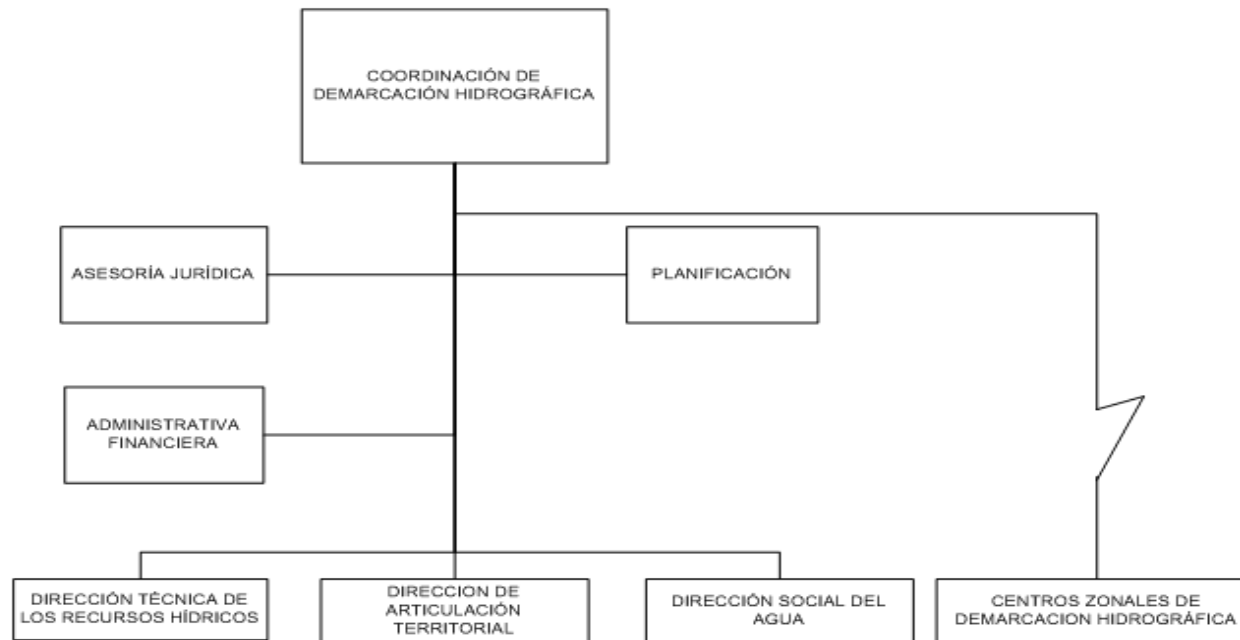 COORDINACIÓN DE
DEMARCACIÓN HIDROGRÁFICA
ASESORÍA JURÍDICA
PLANIFICACIÓN
ADMINISTRATIVA
FINANCIERA
DIRECCIÓN TÉCNICA DE
LOS RECURSOS HÍDRICOS
DIRECCION DE
ARTICULACIÓN
TERRITORIAL
DIRECCIÓN SOCIAL DEL
AGUA
CENTROS ZONALES DE
DEMARCACION HIDROGRÁFICA